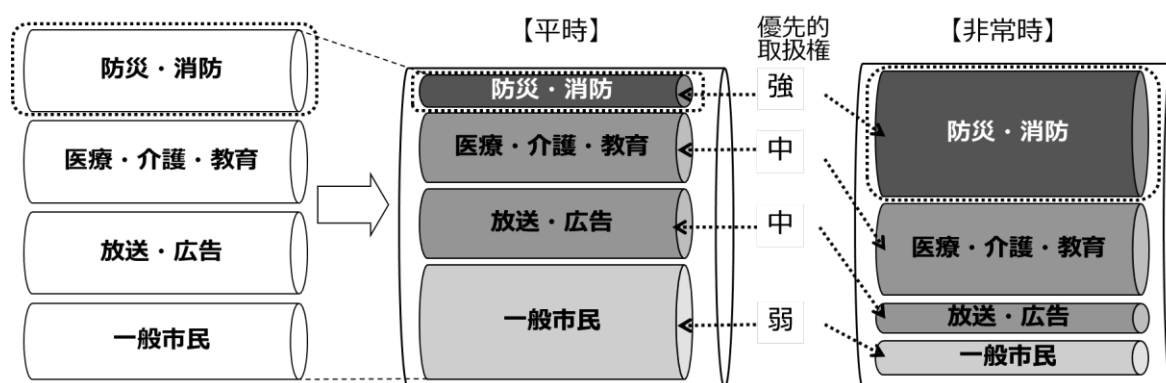 防災・消防
医療・介護・教育
放送・広告
一般市民
【平時】
防災・消防
医療・介護・教育
放送・広告
一般市民
優先的
取扱権
強
中
中
弱
【非常時】
防災・消防
医療・介護・教育
放送・広告
一般市民